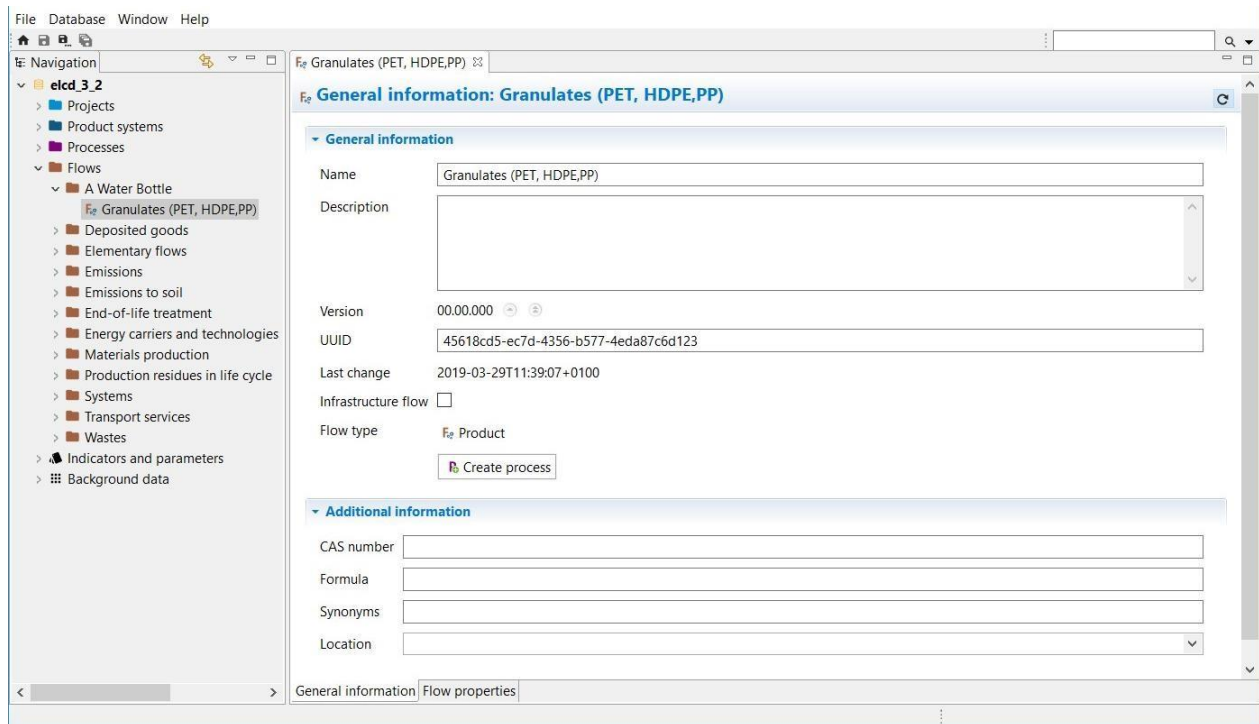 File Database Window Help
Navigation
elcd_3_2
Projects
Product systems
Processes
Flows
A Water Bottle
Granulates (PET, HDPE,PP)
Deposited goods
Elementary flows
Emissions
Emissions to soil
End-of-life treatment
Energy carriers and technologies
Materials production
Production residues in life cycle
Systems
Transport services
Wastes
Indicators and parameters
Background data
Granulates (PET, HDPE,PP)
General information: Granulates (PET, HDPE,PP)
General information
Name Granulates (PET, HDPE,PP)
Description
Version 00.00.000
UUID 45618cd5-ec7d-4356-b577-4eda87c6d123
Last change 2019-03-29T11:39:07+0100
Infrastructure flow
Flow type Product
Create process
Additional information
CAS number
Formula
Synonyms
Location
General information Flow properties